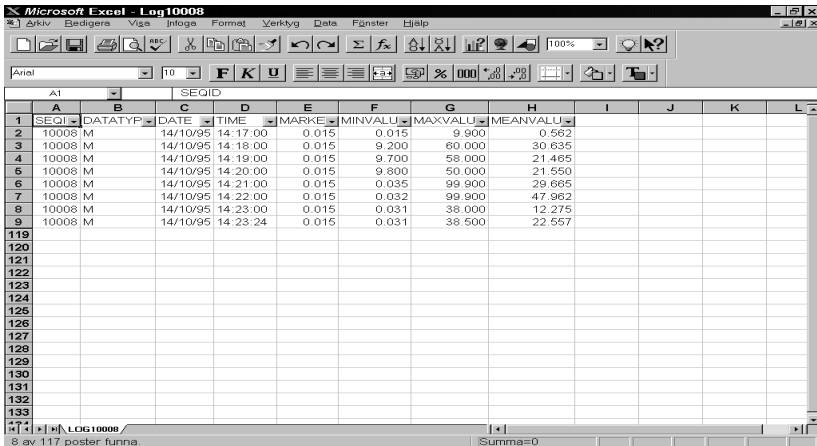 Microsoft Excel - Log10008
Arkiv Redigera Visa Infoga Format Verktyg Data Fönster Hjälp
ABC Σ fx 100%
Arial 10 F K U % 000 ,00
A1 SEQID
A B C D E F G H I J K L
1 SEQI DATATYP DATE TIME MARKE MINVALU MAXVALU MEANVALU
2 10008 M 14/10/95 14:17:00 0.015 0.015 9.900 0.562
3 10008 M 14/10/95 14:18:00 0.015 9.200 60.000 30.635
4 10008 M 14/10/95 14:19:00 0.015 9.700 58.000 21.465
5 10008 M 14/10/95 14:20:00 0.015 9.800 50.000 21.550
6 10008 M 14/10/95 14:21:00 0.015 0.035 99.900 29.665
7 10008 M 14/10/95 14:22:00 0.015 0.032 99.900 47.962
8 10008 M 14/10/95 14:23:00 0.015 0.031 38.000 12.275
9 10008 M 14/10/95 14:23:24 0.015 0.031 38.500 22.557
119
120
121
122
123
124
125
126
127
128
129
130
131
132
133
LOG10008
8 av 117 poster funna. Summa=0